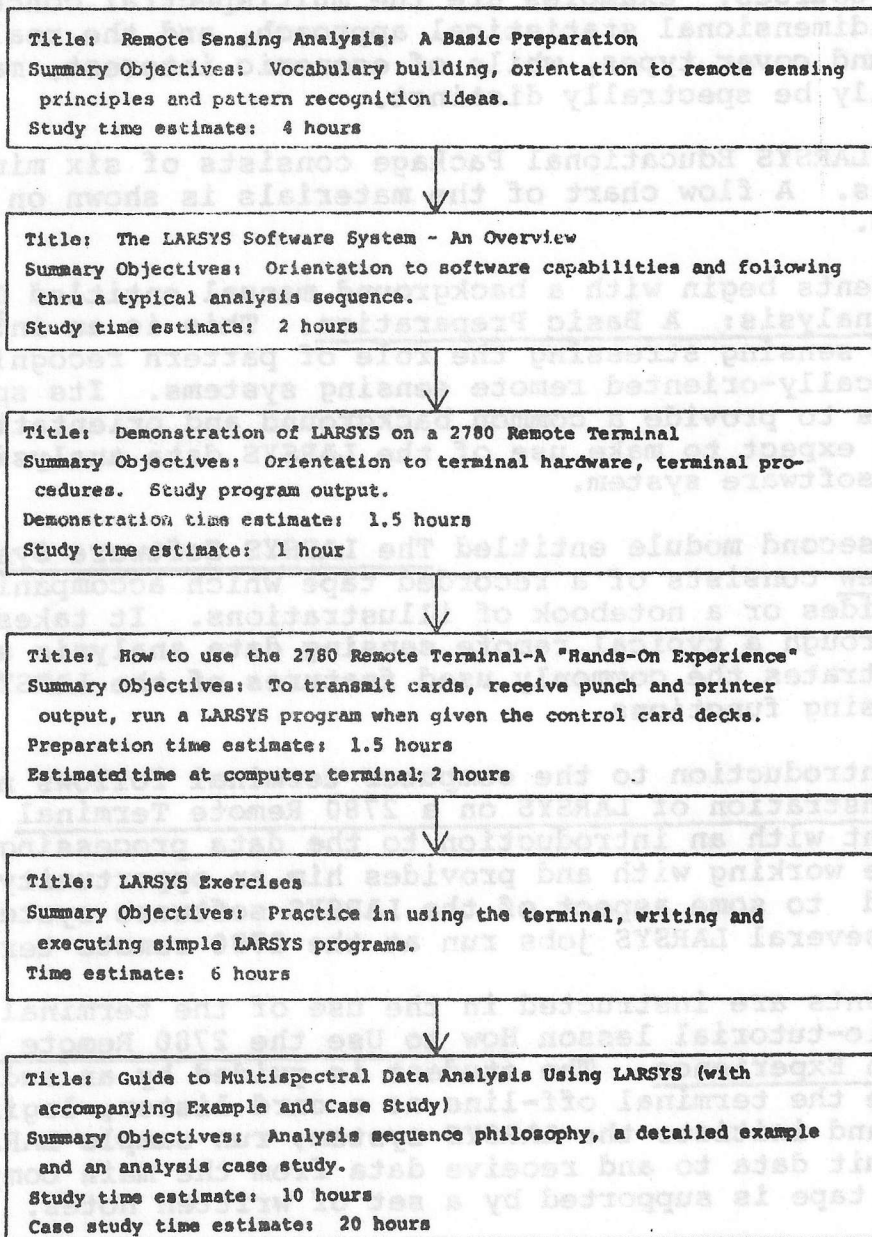 Title: Remote Sensing Analysis: A Basic Preparation
Summary Objectives: Vocabulary building, orientation to remote sensing
principles and pattern recognition ideas.
Study time estimate: 4 hours
Title: The LARSYS Software System - An Overview
Summary Objectives: Orientation to software capabilities and following
thru a typical analysis sequence.
Study time estimate: 2 hours
Title: Demonstration of LARSYS on a 2780 Remote Terminal
Summary Objectives: Orientation to terminal hardware, terminal pro-
cedures. Study program output.
Demonstration time estimate: 1.5 hours
Study time estimate: 1 hour
Title: How to use the 2780 Remote Terminal-A "Hands-On Experience"
Summary Objectives: To transmit cards, receive punch and printer
output, run a LARSYS program when given the control card decks.
Preparation time estimate: 1.5 hours
Estimated time at computer terminal: 2 hours
Title: LARSYS Exercises
Summary Objectives: Practice in using the terminal, writing and
executing simple LARSYS programs.
Time estimate: 6 hours
Title: Guide to Multispectral Data Analysis Using LARSYS (with
accompanying Example and Case Study)
Summary Objectives: Analysis sequence philosophy, a detailed example
and an analysis case study.
Study time estimate: 10 hours
Case study time estimate: 20 hours